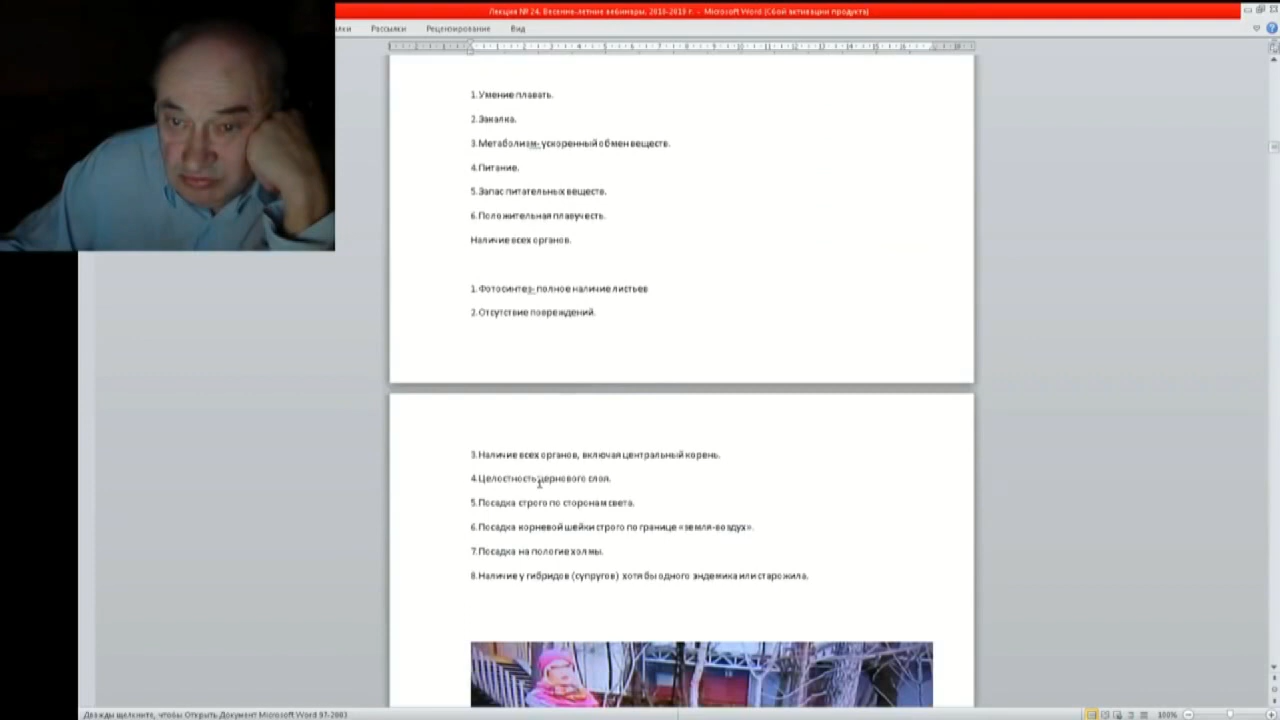 Лекция № 24, Весенне-летние вебинары, 2018-2019 г. - Microsoft Word (Сбой активации продукта)
Рассылки Рецензирование Вид
1.Умение плавать.
2.Закалка.
3.Метаболизм- ускоренный обмен веществ.
4.Питание.
5.Запас питательных веществ.
6.Положительная плавучесть.
Наличие всех органов.
1.Фотосинтез- полное наличие листьев
2.Отсутствие повреждений.
3.Наличие всех органов, включая центральный корень.
4.Целостность дернового слоя.
5.Посадка строго по сторонам света.
6.Посадка корневой шейки строго по границе «земля-воздух».
7.Посадка на пологие холмы.
8.Наличие у гибридов (супругов) хотя бы одного эндемика или старожила.
Дважды щелкните, чтобы Открыть Документ Microsoft Word 97-2003
100%